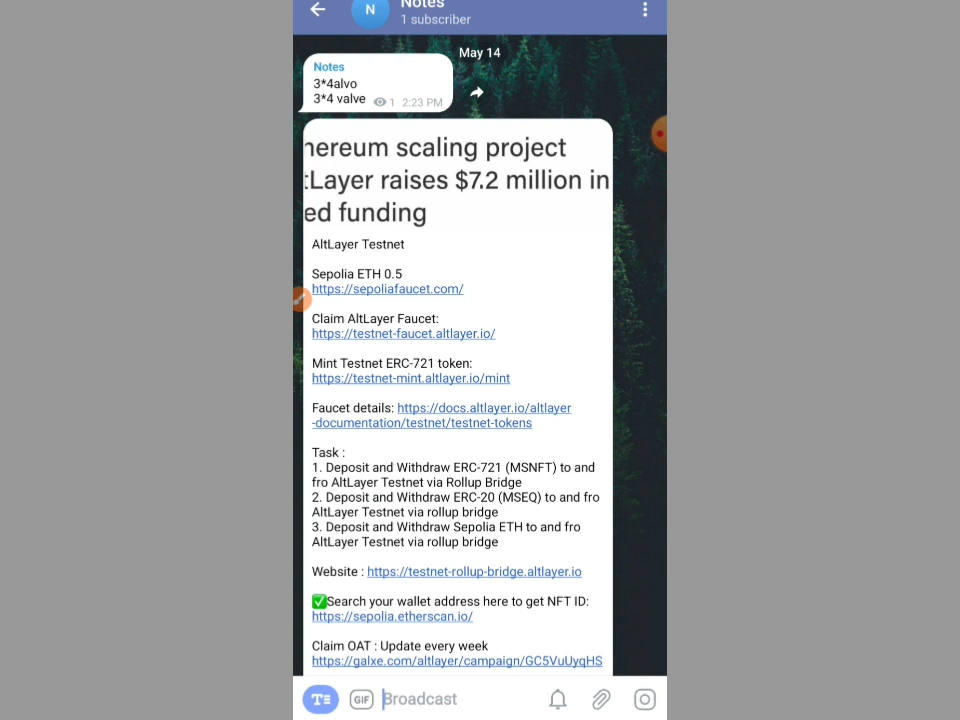 Notes
N
1 subscriber
May 14
Notes
3*4alvo
3*4 valve 1 2:23 PM
hereum scaling project
tLayer raises $7.2 million in
ed funding
AltLayer Testnet
Sepolia ETH 0.5
https://sepoliafaucet.com/
Claim AltLayer Faucet:
https://testnet-faucet.altlayer.io/
Mint Testnet ERC-721 token:
https://testnet-mint.altlayer.io/mint
Faucet details: https://docs.altlayer.io/altlayer
-documentation/testnet/testnet-tokens
Task :
1. Deposit and Withdraw ERC-721 (MSNFT) to and
fro AltLayer Testnet via Rollup Bridge
2. Deposit and Withdraw ERC-20 (MSEQ) to and fro
AltLayer Testnet via rollup bridge
3. Deposit and Withdraw Sepolia ETH to and fro
AltLayer Testnet via rollup bridge
Website : https://testnet-rollup-bridge.altlayer.io
✅Search your wallet address here to get NFT ID:
https://sepolia.etherscan.io/
Claim OAT : Update every week
https://galxe.com/altlayer/campaign/GC5VuUyqHS
T GIF Broadcast